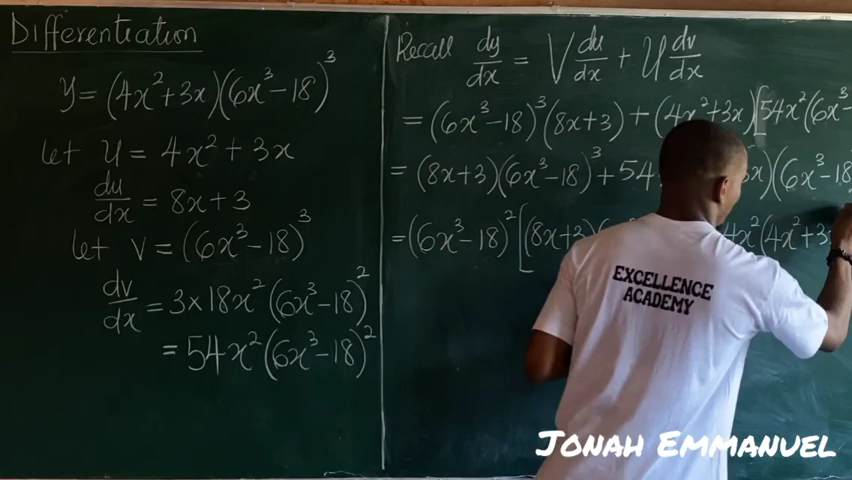 Differentiation
y = (4x² + 3x)(6x³ - 18)³
let U = 4x² + 3x
du/dx = 8x + 3
let V = (6x³ - 18)³
dv/dx = 3 × 18x² (6x³ - 18)²
= 54x² (6x³ - 18)²
Recall dy/dx = V du/dx + U dv/dx
= (6x³ - 18)³ (8x + 3) + (4x² + 3x)[54x² (6x³ -
= (8x + 3)(6x³ - 18)³ + 54 x)(6x³ - 18)
= (6x³ - 18)² [(8x + 3)( 4x² (4x² + 3
EXCELLENCE
ACADEMY
JONAH EMMANUEL